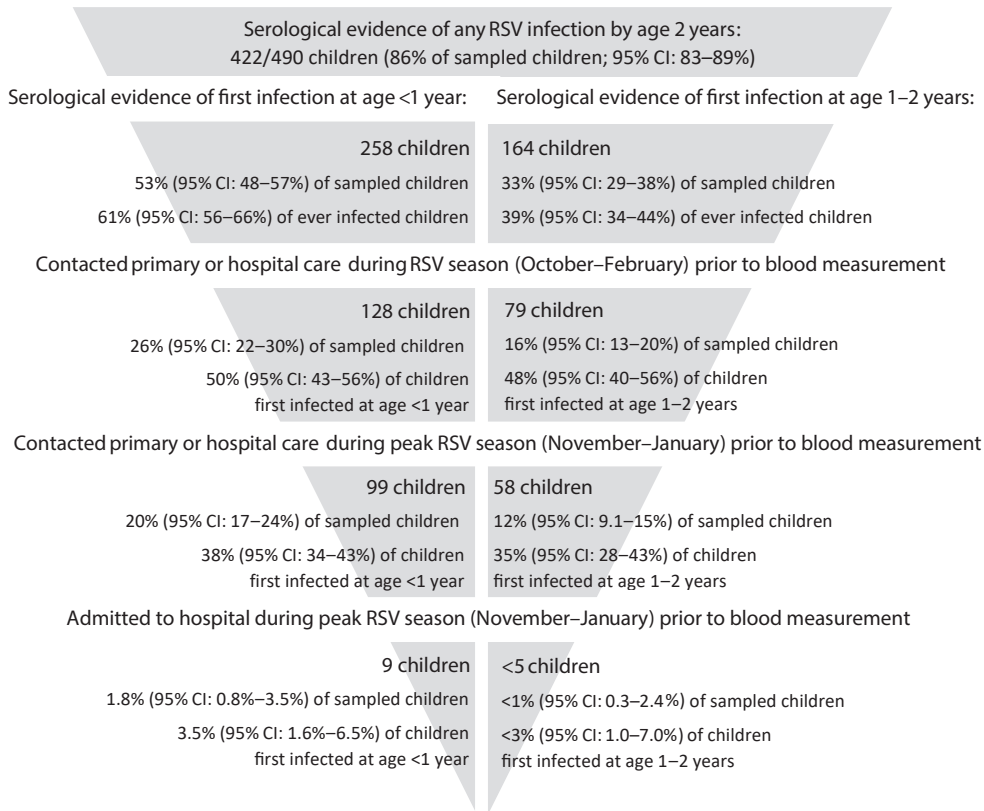 Serological evidence of any RSV infection by age 2 years:
422/490 children (86% of sampled children; 95% CI: 83–89%)
Serological evidence of first infection at age <1 year:
Serological evidence of first infection at age 1–2 years:
258 children
53% (95% CI: 48–57%) of sampled children
61% (95% CI: 56–66%) of ever infected children
164 children
33% (95% CI: 29–38%) of sampled children
39% (95% CI: 34–44%) of ever infected children
Contacted primary or hospital care during RSV season (October–February) prior to blood measurement
128 children
26% (95% CI: 22–30%) of sampled children
50% (95% CI: 43–56%) of children
first infected at age <1 year
79 children
16% (95% CI: 13–20%) of sampled children
48% (95% CI: 40–56%) of children
first infected at age 1–2 years
Contacted primary or hospital care during peak RSV season (November–January) prior to blood measurement
99 children
20% (95% CI: 17–24%) of sampled children
38% (95% CI: 34–43%) of children
first infected at age <1 year
58 children
12% (95% CI: 9.1–15%) of sampled children
35% (95% CI: 28–43%) of children
first infected at age 1–2 years
Admitted to hospital during peak RSV season (November–January) prior to blood measurement
9 children
1.8% (95% CI: 0.8%–3.5%) of sampled children
3.5% (95% CI: 1.6%–6.5%) of children
first infected at age <1 year
<5 children
<1% (95% CI: 0.3–2.4%) of sampled children
<3% (95% CI: 1.0–7.0%) of children
first infected at age 1–2 years